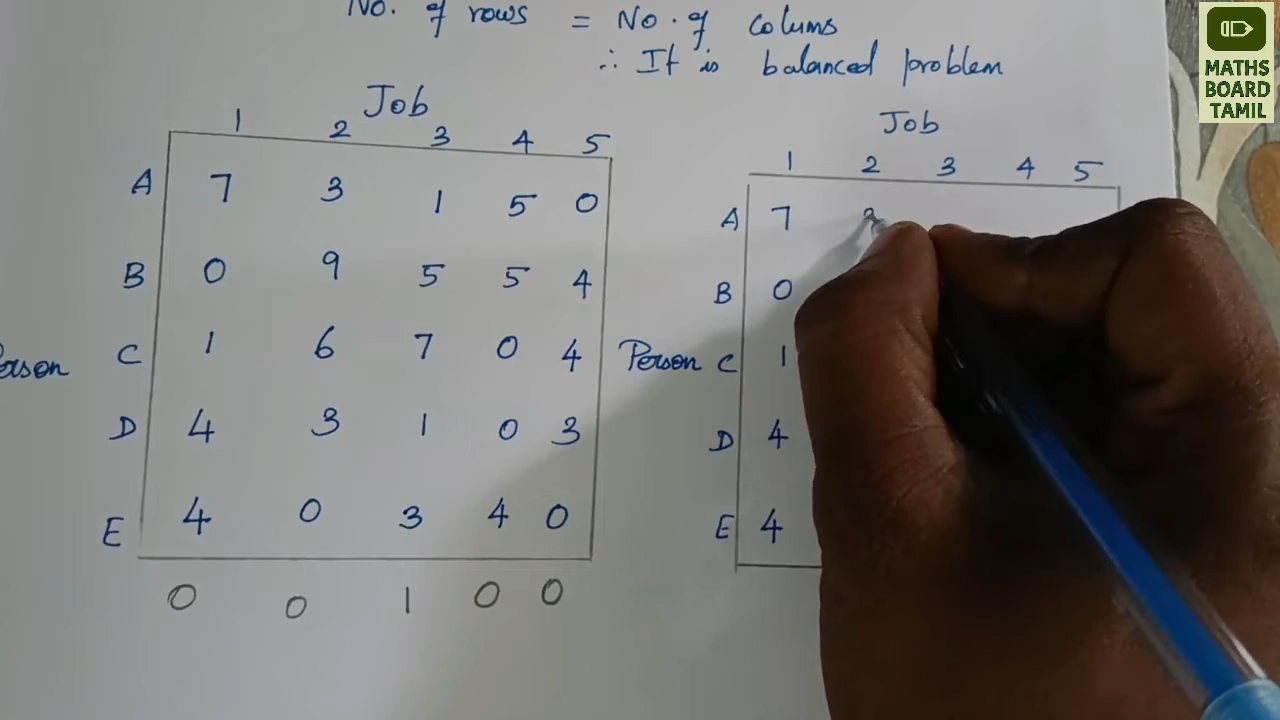 No. of rows = No. of colums
∴ It is balanced problem
Job
1 2 3 4 5
A 7 3 1 5 0
B 0 9 5 5 4
Person C 1 6 7 0 4
D 4 3 1 0 3
E 4 0 3 4 0
0 0 1 0 0
Job
1 2 3 4 5
A 7
B 0
Person C 1
D 4
E 4
MATHS
BOARD
TAMIL